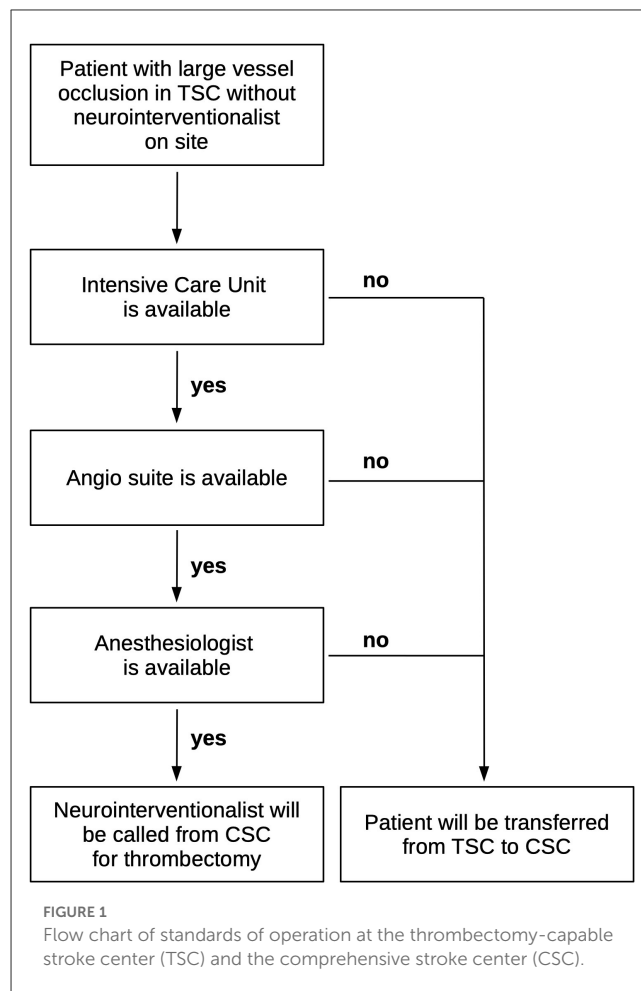 Patient with large vessel
occlusion in TSC without
neurointerventionalist
on site
Intensive Care Unit
is available
no
yes
Angio suite is available
no
yes
Anesthesiologist
is available
no
yes
Neurointerventionalist will
be called from CSC
for thrombectomy
Patient will be transferred
from TSC to CSC
FIGURE 1
Flow chart of standards of operation at the thrombectomy-capable
stroke center (TSC) and the comprehensive stroke center (CSC).